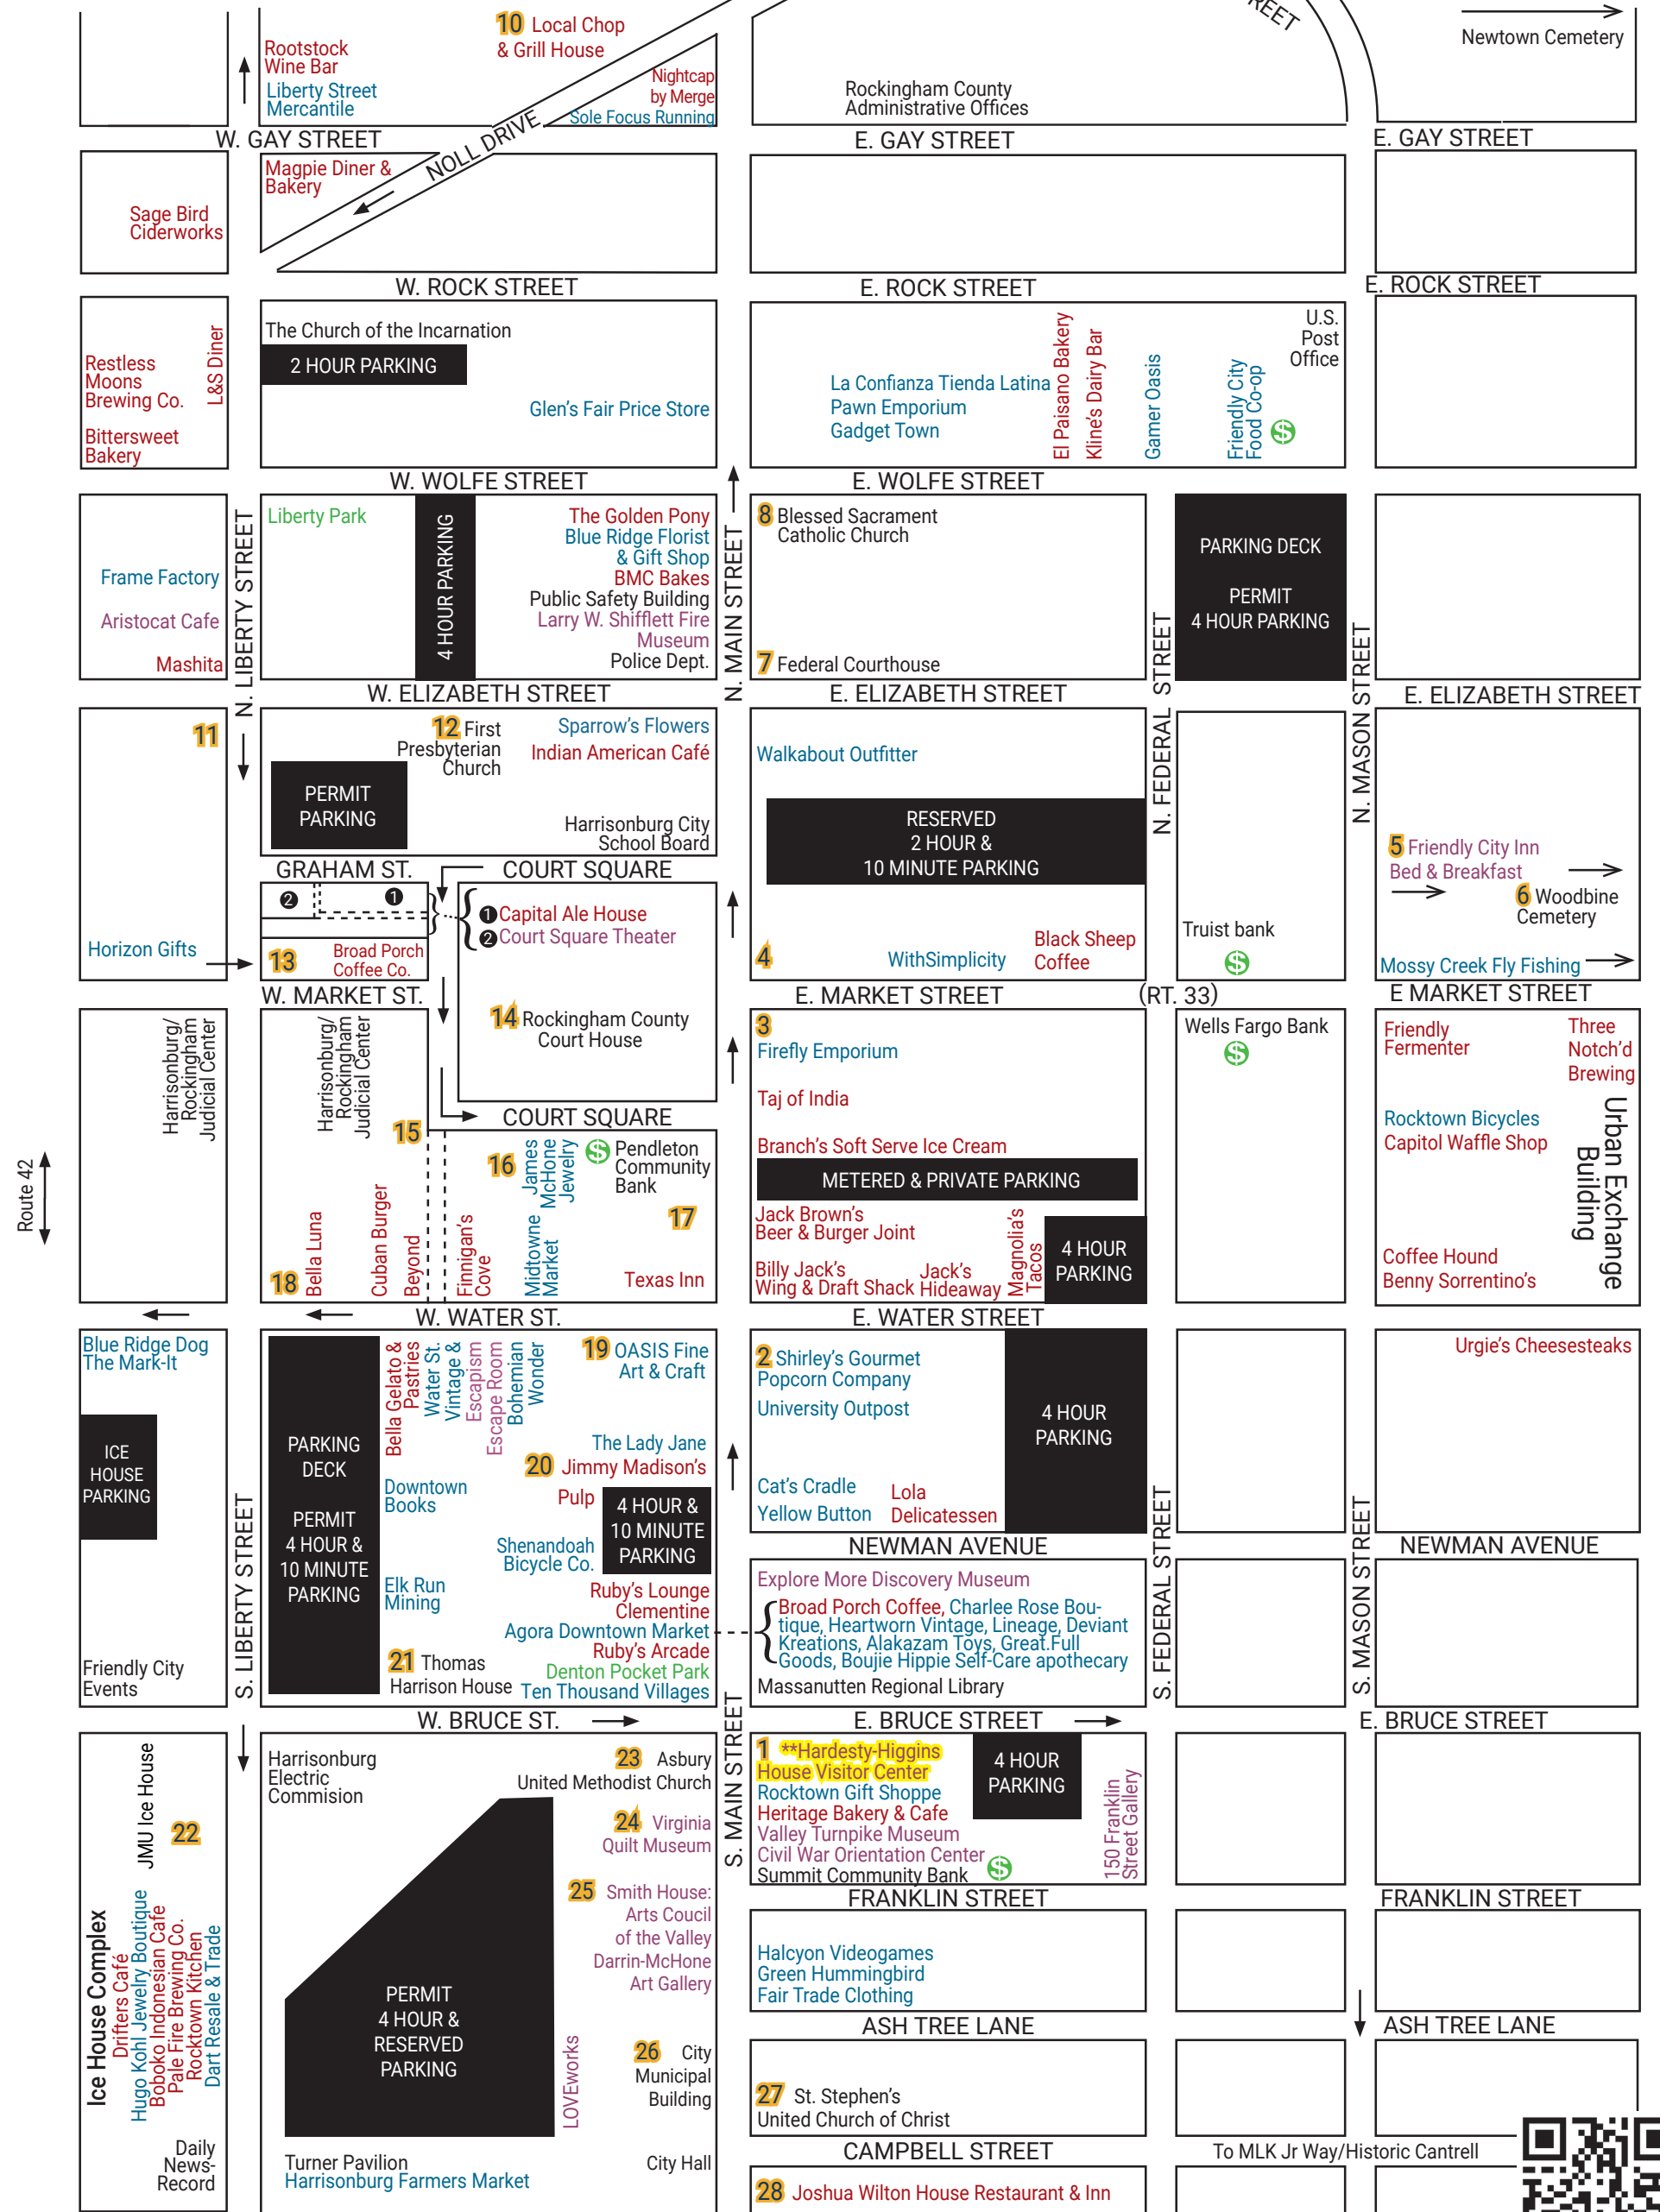 10 Local Chop
& Grill House
Rootstock
Wine Bar
Liberty Street
Mercantile
Nightcap
by Merge
Sole Focus Running
Rockingham County
Administrative Offices
Newtown Cemetery
W. GAY STREET
NOLL DRIVE
E. GAY STREET
E. GAY STREET
Magpie Diner &
Bakery
Sage Bird
Ciderworks
W. ROCK STREET
E. ROCK STREET
E. ROCK STREET
Restless
Moons
Brewing Co.
Bittersweet
Bakery
L&S Diner
The Church of the Incarnation
2 HOUR PARKING
Glen's Fair Price Store
La Confianza Tienda Latina
Pawn Emporium
Gadget Town
El Paisano Bakery
Kline's Dairy Bar
Gamer Oasis
Friendly City
Food Co-op
$
U.S.
Post
Office
W. WOLFE STREET
E. WOLFE STREET
Frame Factory
Aristocat Cafe
Mashita
N. LIBERTY STREET
Liberty Park
4 HOUR PARKING
The Golden Pony
Blue Ridge Florist
& Gift Shop
BMC Bakes
Public Safety Building
Larry W. Shifflett Fire
Museum
Police Dept.
N. MAIN STREET
8 Blessed Sacrament
Catholic Church
7 Federal Courthouse
N. FEDERAL STREET
PARKING DECK
PERMIT
4 HOUR PARKING
N. MASON STREET
W. ELIZABETH STREET
E. ELIZABETH STREET
E. ELIZABETH STREET
11
Horizon Gifts
12 First
Presbyterian
Church
Sparrow's Flowers
Indian American Café
PERMIT
PARKING
Harrisonburg City
School Board
Walkabout Outfitter
RESERVED
2 HOUR &
10 MINUTE PARKING
4
WithSimplicity
Black Sheep
Coffee
Truist bank
$
5 Friendly City Inn
Bed & Breakfast
6 Woodbine
Cemetery
Mossy Creek Fly Fishing
GRAHAM ST.
COURT SQUARE
2
1
1 Capital Ale House
2 Court Square Theater
13
Broad Porch
Coffee Co.
W. MARKET ST.
E. MARKET STREET
(RT. 33)
E MARKET STREET
14 Rockingham County
Court House
Harrisonburg/
Rockingham
Judicial Center
Harrisonburg/
Rockingham
Judicial Center
Route 42
15
COURT SQUARE
16
James
McHone
Jewelry
$ Pendleton
Community
Bank
17
18
Bella Luna
Cuban Burger
Beyond
Finnigan's
Cove
Midtowne
Market
Texas Inn
3
Firefly Emporium
Taj of India
Branch's Soft Serve Ice Cream
METERED & PRIVATE PARKING
Jack Brown's
Beer & Burger Joint
Billy Jack's
Wing & Draft Shack
Jack's
Hideaway
Magnolia's
Tacos
4 HOUR
PARKING
Wells Fargo Bank
$
Friendly
Fermenter
Three
Notch'd
Brewing
Rocktown Bicycles
Capitol Waffle Shop
Urban Exchange
Building
Coffee Hound
Benny Sorrentino's
W. WATER ST.
E. WATER STREET
Blue Ridge Dog
The Mark-It
ICE
HOUSE
PARKING
Friendly City
Events
S. LIBERTY STREET
PARKING
DECK
PERMIT
4 HOUR &
10 MINUTE
PARKING
Bella Gelato &
Pastries
Water St.
Vintage &
Escapism
Escape Room
Bohemian
Wonder
19 OASIS Fine
Art & Craft
The Lady Jane
20 Jimmy Madison's
Pulp
4 HOUR &
10 MINUTE
PARKING
Downtown
Books
Shenandoah
Bicycle Co.
Elk Run
Mining
Ruby's Lounge
Clementine
Agora Downtown Market
Ruby's Arcade
Denton Pocket Park
Ten Thousand Villages
21 Thomas
Harrison House
2 Shirley's Gourmet
Popcorn Company
University Outpost
Cat's Cradle
Yellow Button
Lola
Delicatessen
4 HOUR
PARKING
Urgie's Cheesesteaks
NEWMAN AVENUE
NEWMAN AVENUE
Explore More Discovery Museum
Broad Porch Coffee, Charlee Rose Bou-
tique, Heartworn Vintage, Lineage, Deviant
Kreations, Alakazam Toys, Great.Full
Goods, Boujie Hippie Self-Care apothecary
Massanutten Regional Library
S. FEDERAL STREET
S. MASON STREET
S. MAIN STREET
W. BRUCE ST.
E. BRUCE STREET
E. BRUCE STREET
JMU Ice House
22
Ice House Complex
Drifters Café
Hugo Kohl Jewelry Boutique
Boboko Indonesian Cafe
Pale Fire Brewing Co.
Rocktown Kitchen
Dart Resale & Trade
Daily
News-
Record
Harrisonburg
Electric
Commision
23 Asbury
United Methodist Church
24 Virginia
Quilt Museum
25 Smith House:
Arts Coucil
of the Valley
Darrin-McHone
Art Gallery
PERMIT
4 HOUR &
RESERVED
PARKING
LOVEworks
26 City
Municipal
Building
Turner Pavilion
Harrisonburg Farmers Market
City Hall
1 **Hardesty-Higgins
House Visitor Center
Rocktown Gift Shoppe
Heritage Bakery & Cafe
Valley Turnpike Museum
Civil War Orientation Center
Summit Community Bank $
4 HOUR
PARKING
150 Franklin
Street Gallery
FRANKLIN STREET
FRANKLIN STREET
Halcyon Videogames
Green Hummingbird
Fair Trade Clothing
ASH TREE LANE
ASH TREE LANE
27 St. Stephen's
United Church of Christ
CAMPBELL STREET
To MLK Jr Way/Historic Cantrell
28 Joshua Wilton House Restaurant & Inn